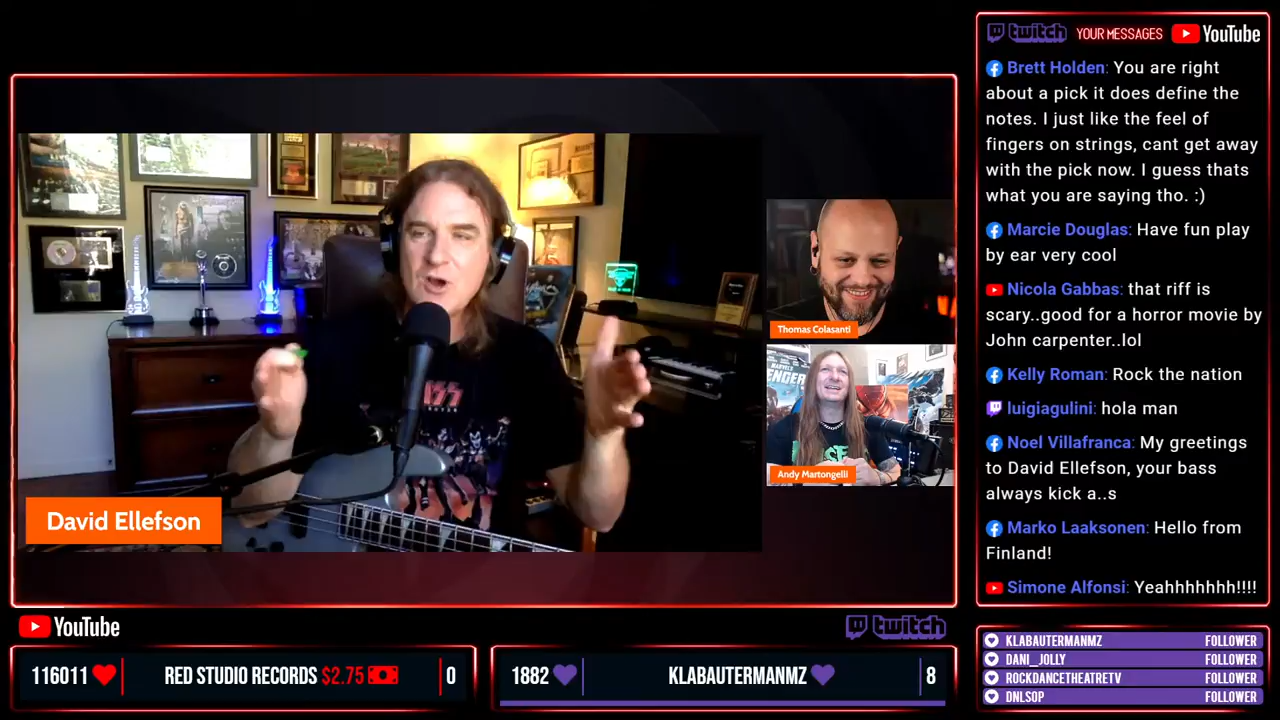 twitch YOUR MESSAGES YouTube
Brett Holden: You are right
about a pick it does define the
notes. I just like the feel of
fingers on strings, cant get away
with the pick now. I guess thats
what you are saying tho. :)
Marcie Douglas: Have fun play
by ear very cool
Nicola Gabbas: that riff is
scary..good for a horror movie by
John carpenter..lol
Kelly Roman: Rock the nation
luigiagulini: hola man
Noel Villafranca: My greetings
to David Ellefson, your bass
always kick a..s
Marko Laaksonen: Hello from
Finland!
Simone Alfonsi: Yeahhhhhhh!!!!
KISS
Thomas Colasanti
MARVEL
Andy Martongelli
David Ellefson
YouTube
twitch
116011 RED STUDIO RECORDS $2.75 0
1882 KLABAUTERMANMZ 8
KLABAUTERMANMZ FOLLOWER
DANI_JOLLY FOLLOWER
ROCKDANCETHEATRETV FOLLOWER
DNLSOP FOLLOWER